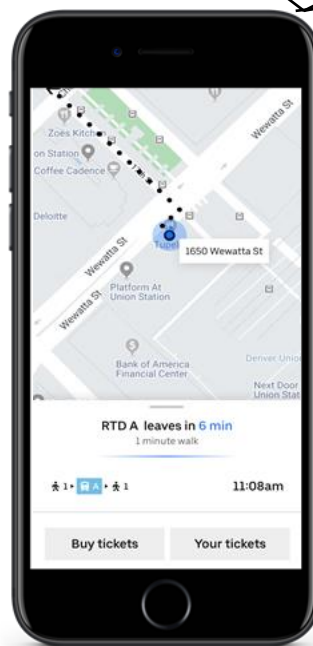 Wewatta St
Zoës Kitchen
on Station
Coffee Cadence
Deloitte
Tupel
1650 Wewatta St
Wewatta St
Platform At
Union Station
Wewatta St
Bank of America
Financial Center
Denver Union
Next Door
Union Stat
RTD A leaves in 6 min
1 minute walk
1 A 1 11:08am
Buy tickets Your tickets